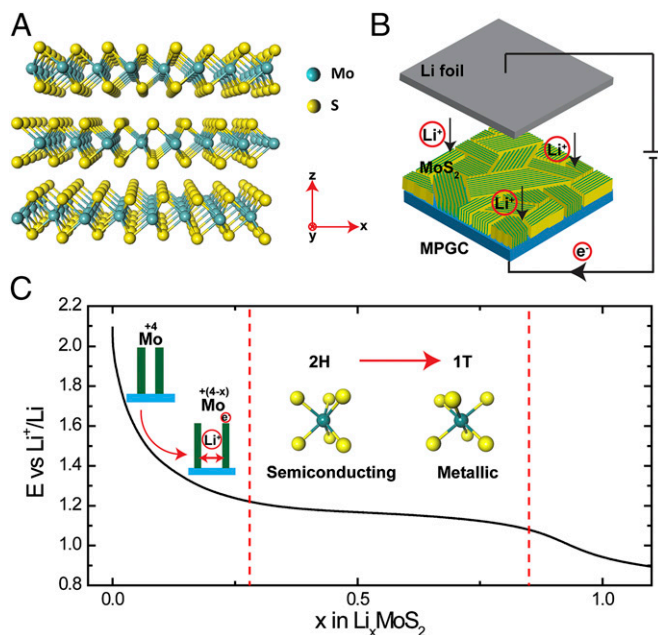 A
Mo
S
z
y
x
B
Li foil
Li⁺
Li⁺
MoS₂
Li⁺
MPGC
e⁻
C
E vs Li⁺/Li
2.2
2.0
1.8
1.6
1.4
1.2
1.0
0.8
+4
Mo
+(4-x)
Mo
e⁻
Li⁺
2H
1T
Semiconducting
Metallic
0.0
0.5
1.0
x in LiₓMoS₂